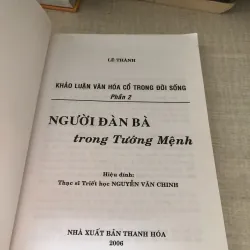 LÊ THÀNH
KHẢO LUẬN VĂN HÓA CỔ TRONG ĐỜI SỐNG
Phần 2
NGƯỜI ĐÀN BÀ
trong Tướng Mệnh
Hiệu đính:
Thạc sĩ Triết học NGUYỄN VĂN CHINH
NHÀ XUẤT BẢN THANH HÓA
2006